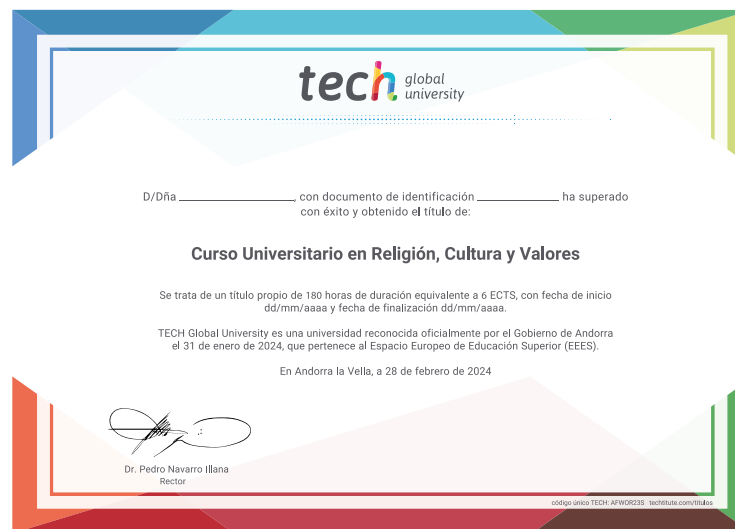 tech global
university
D/Dña ____________, con documento de identificación ____________ ha superado
con éxito y obtenido el título de:
Curso Universitario en Religión, Cultura y Valores
Se trata de un título propio de 180 horas de duración equivalente a 6 ECTS, con fecha de inicio
dd/mm/aaaa y fecha de finalización dd/mm/aaaa.
TECH Global University es una universidad reconocida oficialmente por el Gobierno de Andorra
el 31 de enero de 2024, que pertenece al Espacio Europeo de Educación Superior (EEES).
En Andorra la Vella, a 28 de febrero de 2024
Dr. Pedro Navarro Illana
Rector
código único TECH: AFWOR23S techtitute.com/titulos